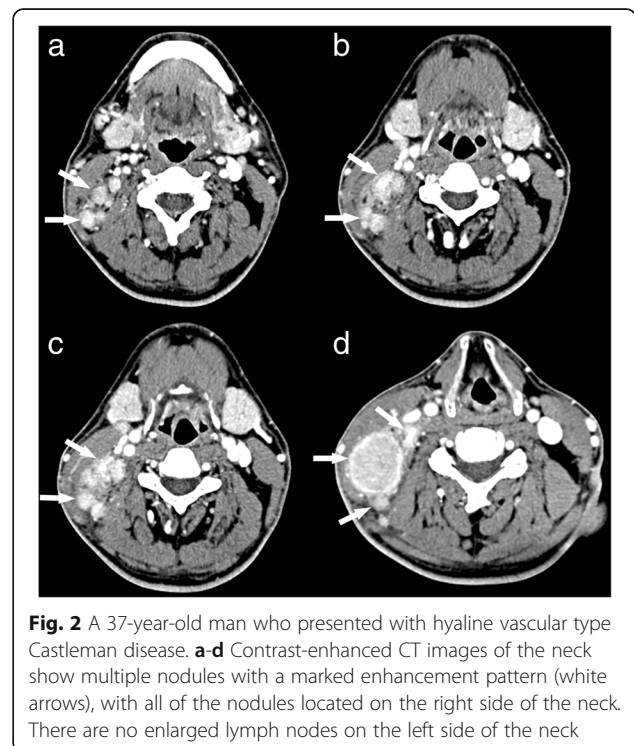 a
b
c
d
Fig. 2 A 37-year-old man who presented with hyaline vascular type
Castleman disease. a-d Contrast-enhanced CT images of the neck
show multiple nodules with a marked enhancement pattern (white
arrows), with all of the nodules located on the right side of the neck.
There are no enlarged lymph nodes on the left side of the neck